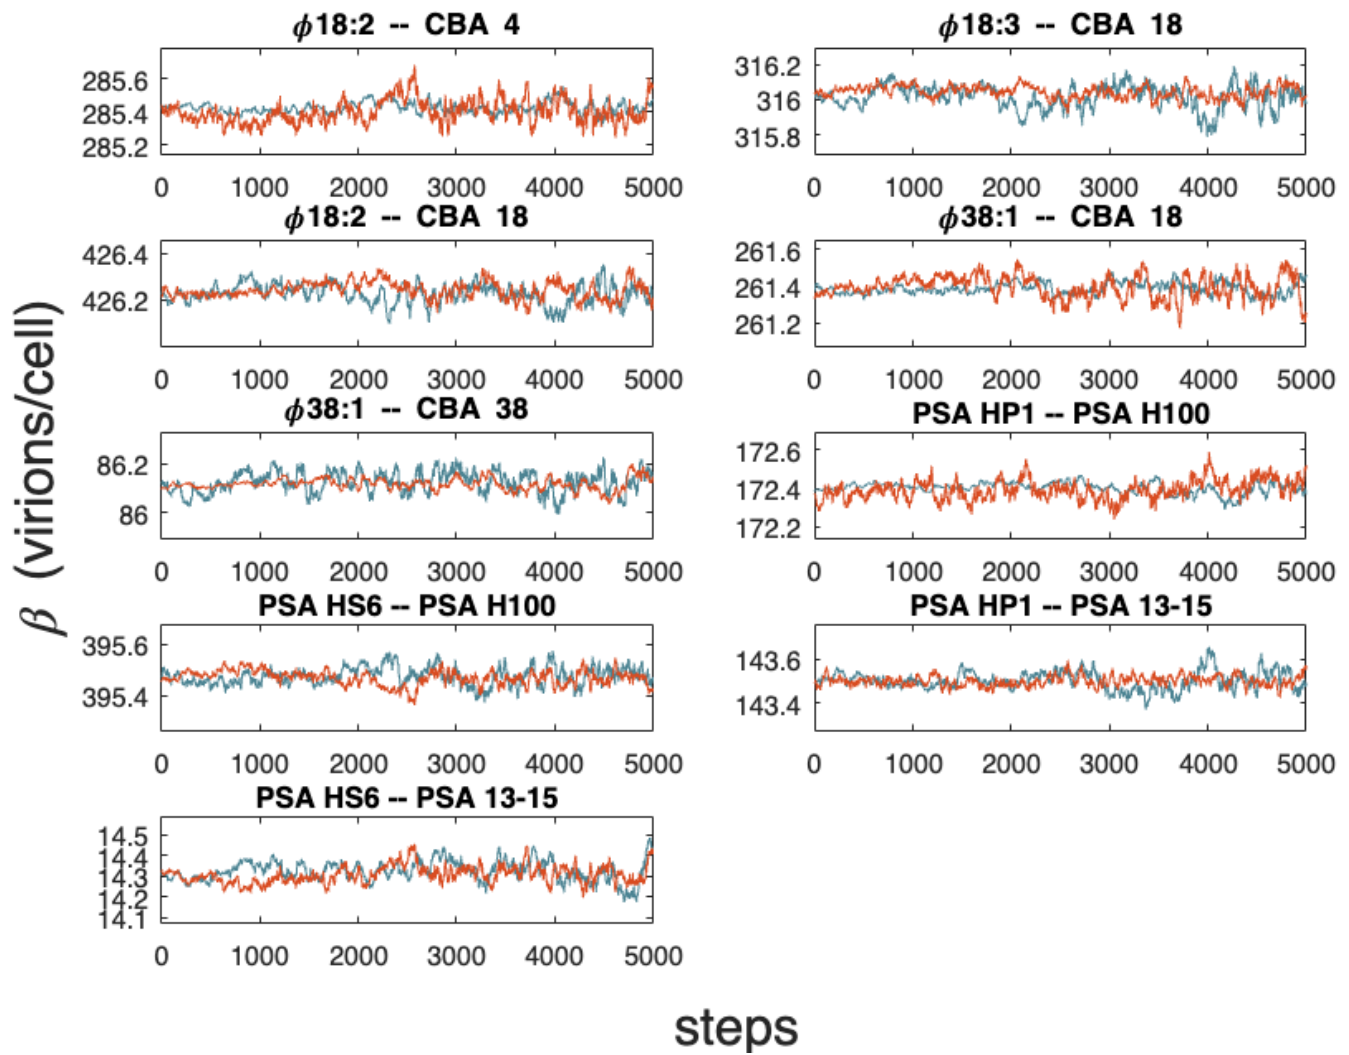 ϕ18:2 -- CBA 4
285.6
285.4
285.2
0 1000 2000 3000 4000 5000
ϕ18:3 -- CBA 18
316.2
316
315.8
0 1000 2000 3000 4000 5000
ϕ18:2 -- CBA 18
426.4
426.2
0 1000 2000 3000 4000 5000
ϕ38:1 -- CBA 18
261.6
261.4
261.2
0 1000 2000 3000 4000 5000
ϕ38:1 -- CBA 38
86.2
86
0 1000 2000 3000 4000 5000
PSA HP1 -- PSA H100
172.6
172.4
172.2
0 1000 2000 3000 4000 5000
PSA HS6 -- PSA H100
395.6
395.4
0 1000 2000 3000 4000 5000
PSA HP1 -- PSA 13-15
143.6
143.4
0 1000 2000 3000 4000 5000
PSA HS6 -- PSA 13-15
14.5
14.4
14.3
14.2
14.1
0 1000 2000 3000 4000 5000
β (virions/cell)
steps